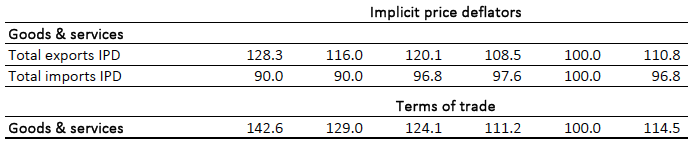 Implicit price deflators
Goods & services
Total exports IPD 128.3 116.0 120.1 108.5 100.0 110.8
Total imports IPD 90.0 90.0 96.8 97.6 100.0 96.8
Terms of trade
Goods & services 142.6 129.0 124.1 111.2 100.0 114.5